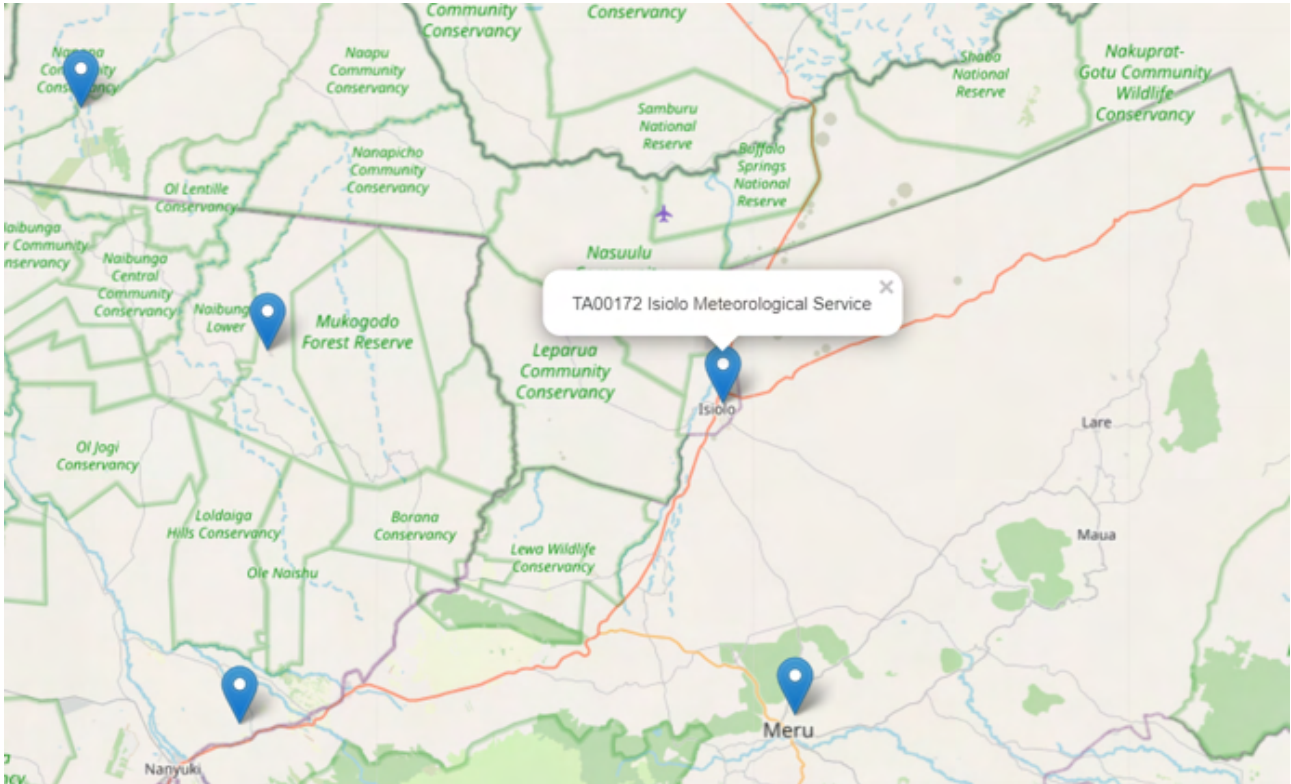 Community
Conservancy
Conservancy
Naapu
Community
Conservancy
Shaba
National
Reserve
Nakuprat-
Gotu Community
Wildlife
Conservancy
Samburu
National
Reserve
Nanapicho
Community
Conservancy
Buffalo
Springs
National
Reserve
Ol Lentille
Conservancy
Naibunga
Central
Community
Conservancy
Nasuulu
TA00172 Isiolo Meteorological Service
×
Lower
Mukogodo
Forest Reserve
Leparua
Community
Conservancy
Isiolo
Lare
Ol Jogi
Conservancy
Loldaiga
Hills Conservancy
Borana
Conservancy
Lewa Wildlife
Conservancy
Maua
Ole Naishu
Meru
Nanyuki